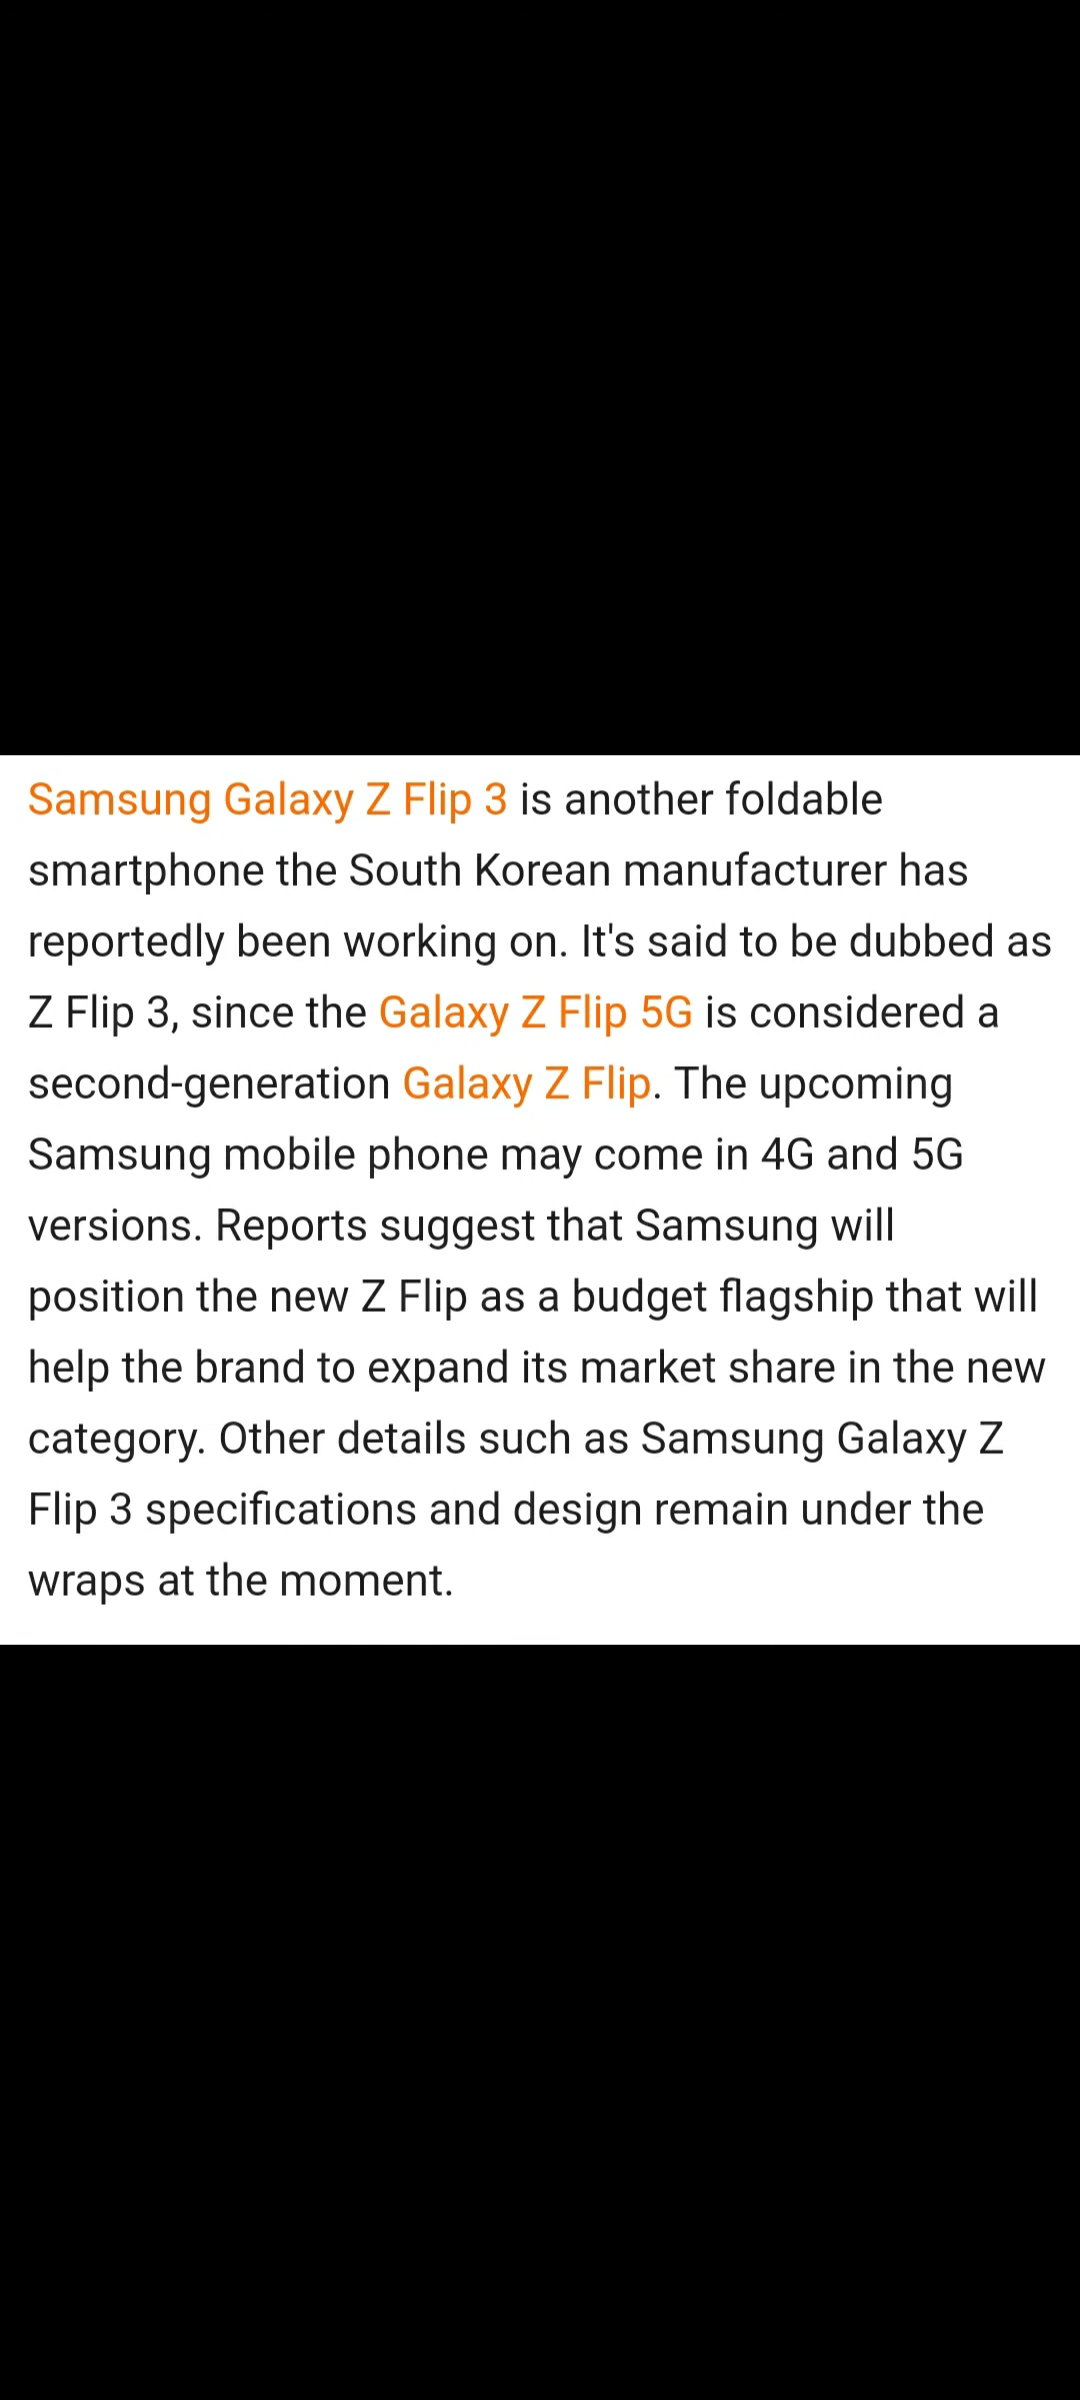 Samsung Galaxy Z Flip 3 is another foldable
smartphone the South Korean manufacturer has
reportedly been working on. It's said to be dubbed as
Z Flip 3, since the Galaxy Z Flip 5G is considered a
second-generation Galaxy Z Flip. The upcoming
Samsung mobile phone may come in 4G and 5G
versions. Reports suggest that Samsung will
position the new Z Flip as a budget flagship that will
help the brand to expand its market share in the new
category. Other details such as Samsung Galaxy Z
Flip 3 specifications and design remain under the
wraps at the moment.